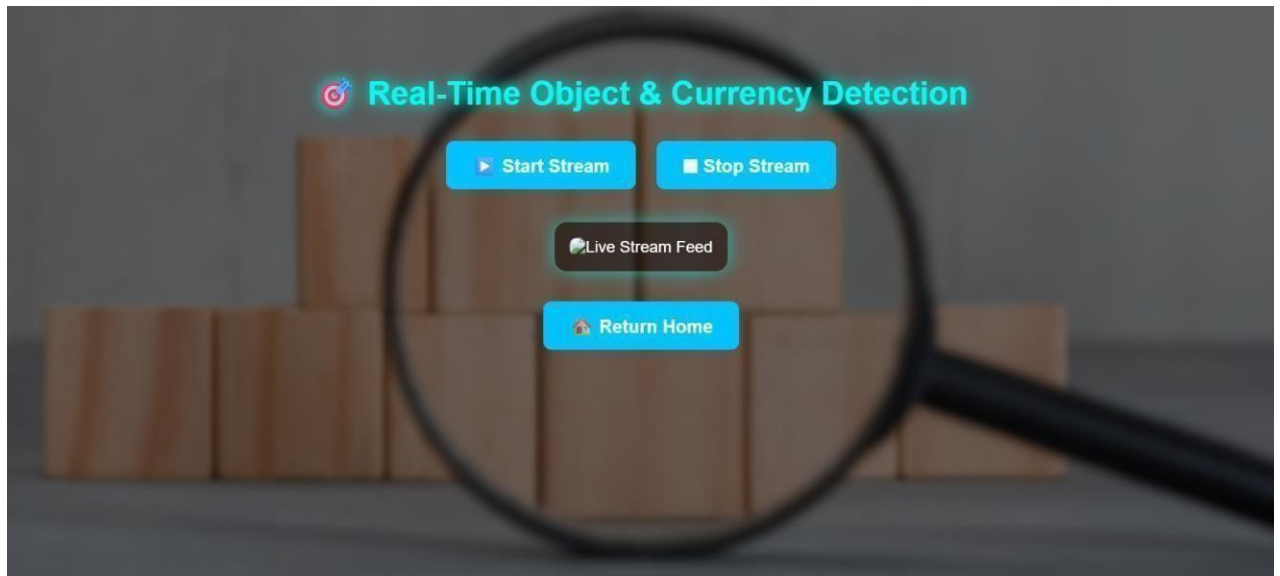 🎯 Real-Time Object & Currency Detection
▶️ Start Stream
⏹ Stop Stream
Live Stream Feed
🏠 Return Home